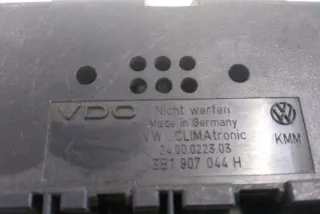 VDO
Nicht werfen
Made in Germany
VW CLIMAtronic
KMM
24.00.0223.03
3B1 907 044 H